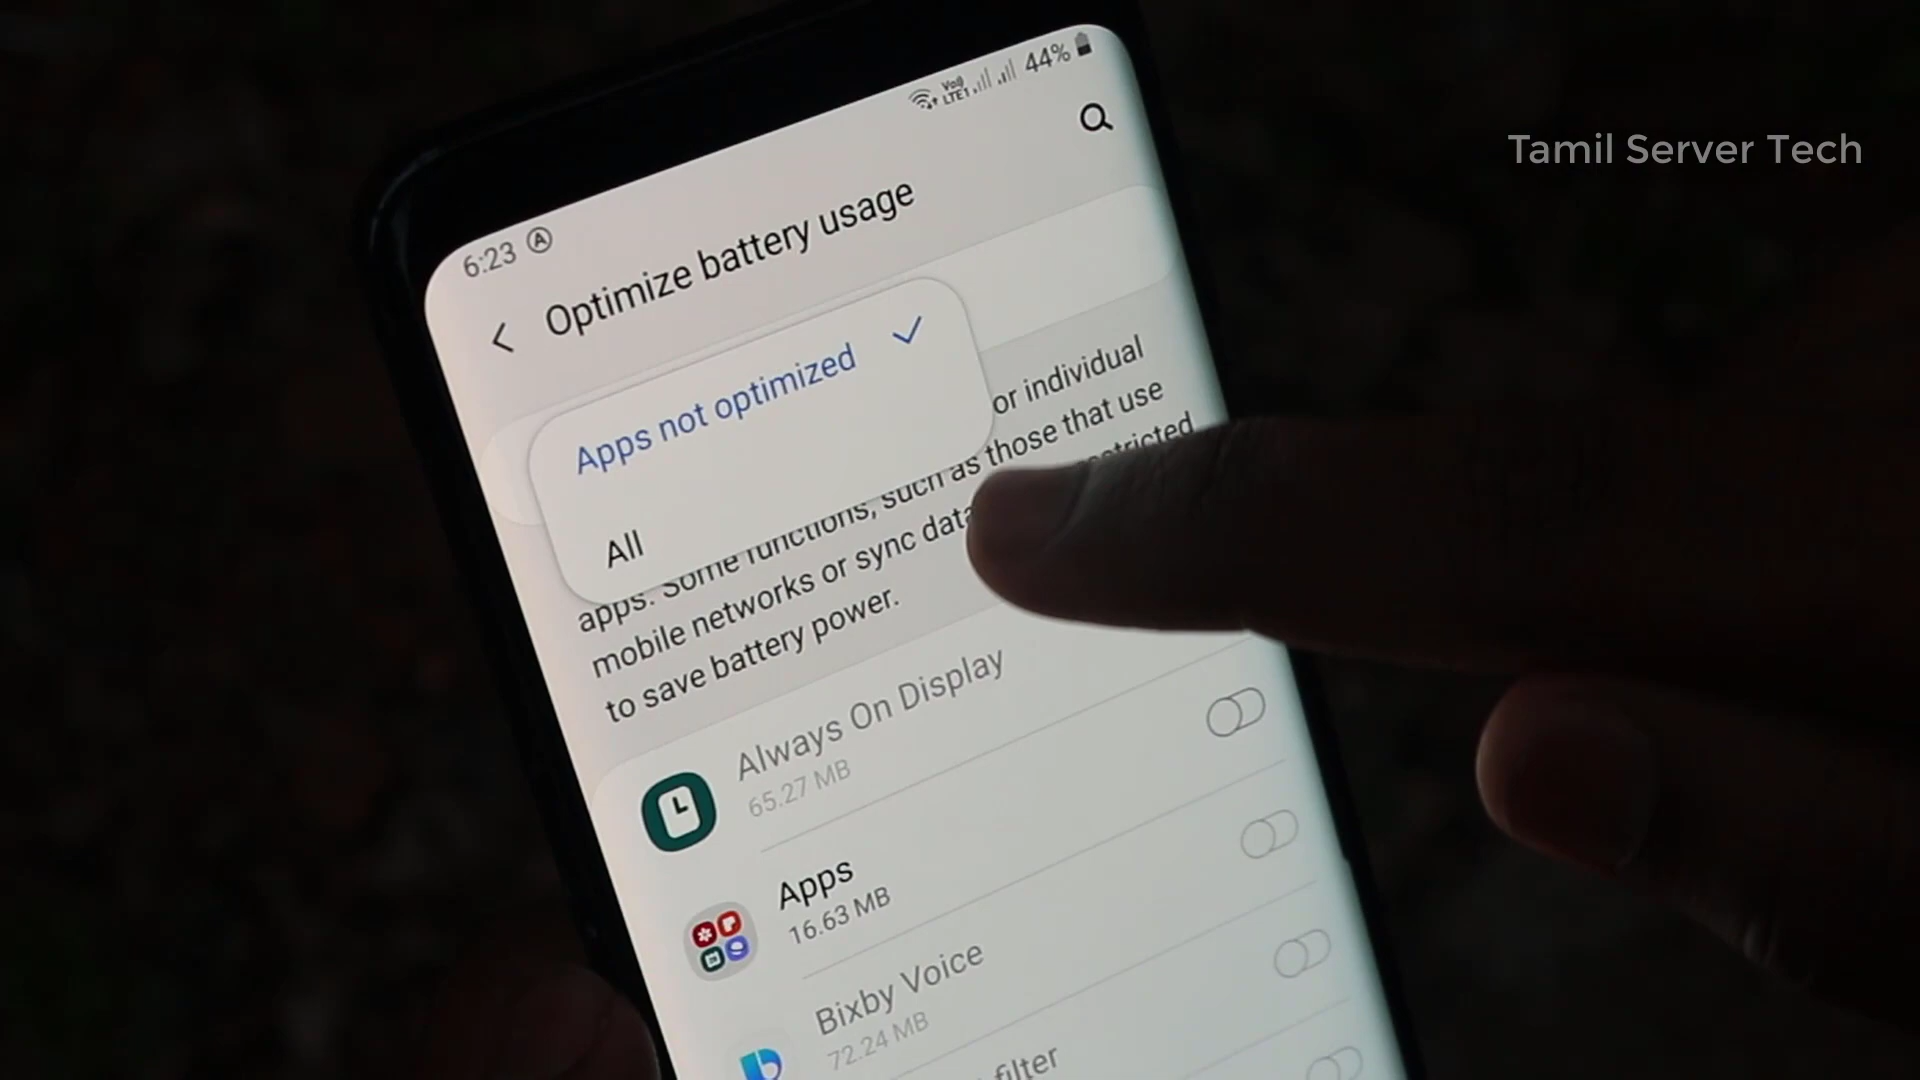 Tamil Server Tech
6:23
Vo))
LTE1
44%
Optimize battery usage
Apps not optimized
All
or individual
apps. Some functions, such as those that use
mobile networks or sync data
to save battery power.
Always On Display
65.27 MB
Apps
16.63 MB
Bixby Voice
72.24 MB
filter